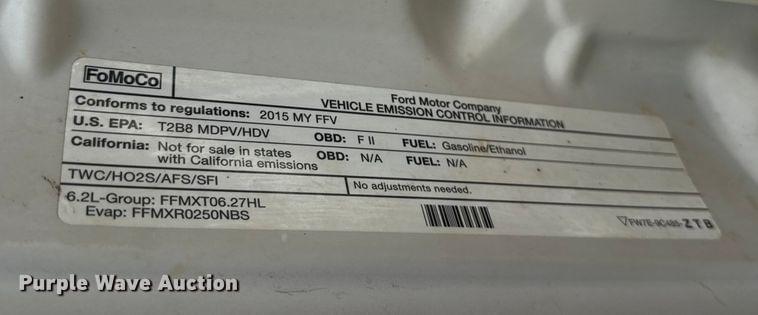 FoMoCo
Ford Motor Company
VEHICLE EMISSION CONTROL INFORMATION
Conforms to regulations: 2015 MY FFV
U.S. EPA: T2B8 MDPV/HDV OBD: F II FUEL: Gasoline/Ethanol
California: Not for sale in states with California emissions OBD: N/A FUEL: N/A
TWC/HO2S/AFS/SFI
No adjustments needed.
6.2L-Group: FFMXT06.27HL
Evap: FFMXR0250NBS
FW7E-9C485-ZTB
Purple Wave Auction